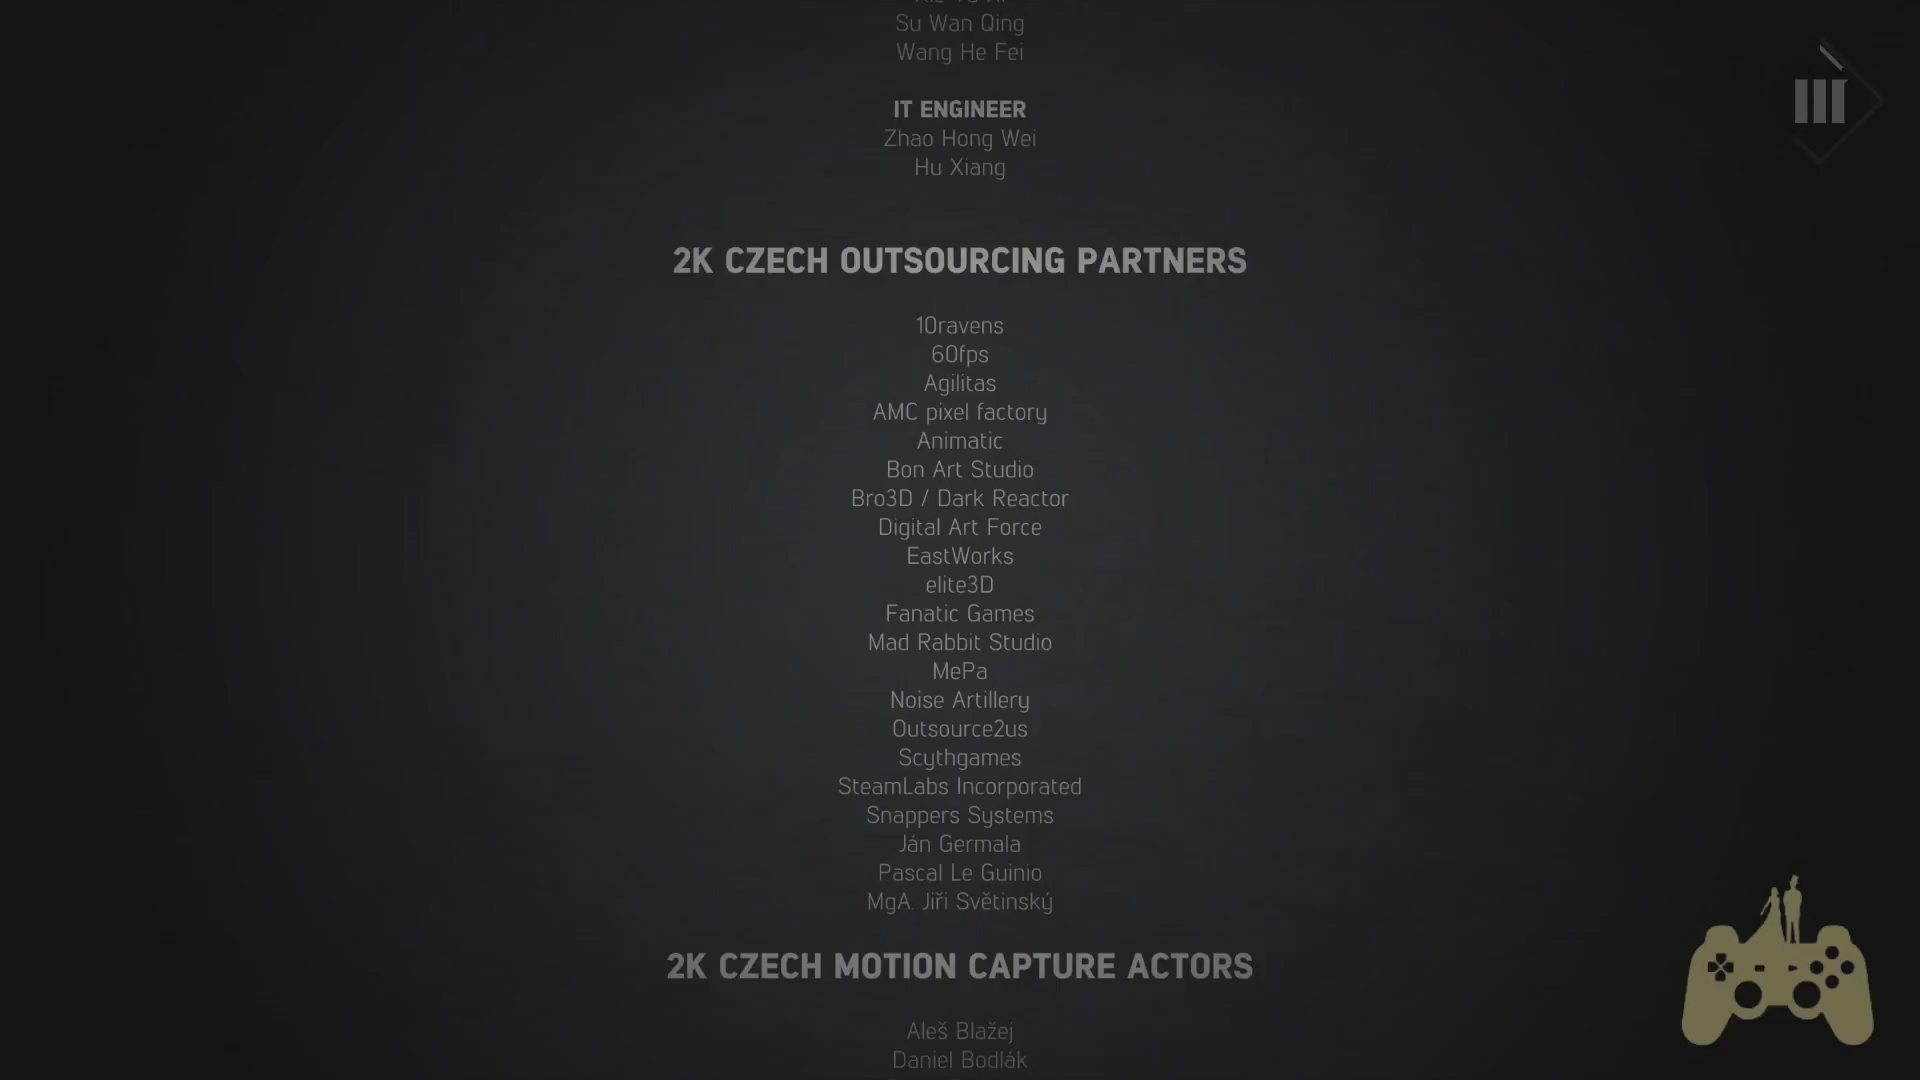 Su Wan Qing
Wang He Fei
IT ENGINEER
Zhao Hong Wei
Hu Xiang
2K CZECH OUTSOURCING PARTNERS
10ravens
60fps
Agilitas
AMC pixel factory
Animatic
Bon Art Studio
Bro3D / Dark Reactor
Digital Art Force
EastWorks
elite3D
Fanatic Games
Mad Rabbit Studio
MePa
Noise Artillery
Outsource2us
Scythgames
SteamLabs Incorporated
Snappers Systems
Ján Germala
Pascal Le Guinio
MgA. Jiří Světinský
2K CZECH MOTION CAPTURE ACTORS
Aleš Blažej
Daniel Bodlák